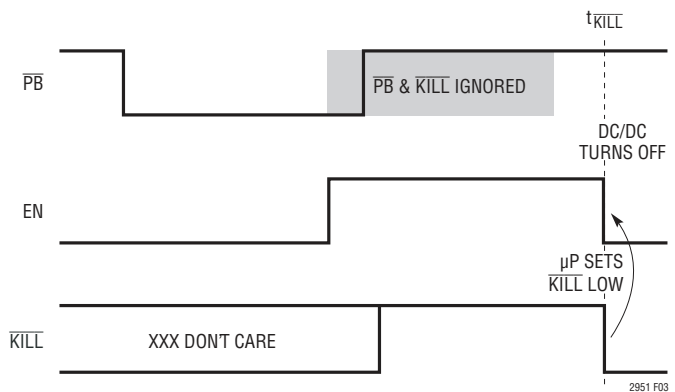 tKILL
PB
PB & KILL IGNORED
DC/DC
TURNS OFF
EN
µP SETS
KILL LOW
KILL
XXX DON'T CARE
2951 F03